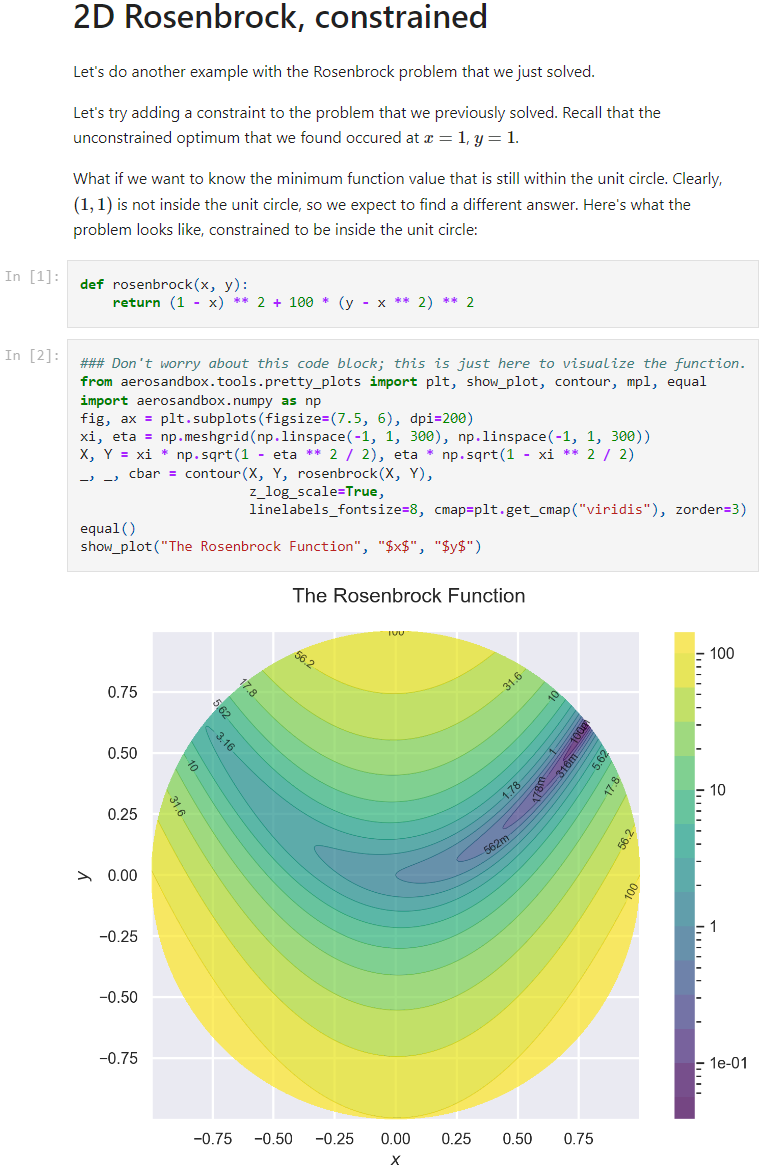 2D Rosenbrock, constrained
Let's do another example with the Rosenbrock problem that we just solved.
Let's try adding a constraint to the problem that we previously solved. Recall that the
unconstrained optimum that we found occured at x = 1, y = 1.
What if we want to know the minimum function value that is still within the unit circle. Clearly,
(1, 1) is not inside the unit circle, so we expect to find a different answer. Here's what the
problem looks like, constrained to be inside the unit circle:
In [1]:
def rosenbrock(x, y):
    return (1 - x) ** 2 + 100 * (y - x ** 2) ** 2
In [2]:
### Don't worry about this code block; this is just here to visualize the function.
from aerosandbox.tools.pretty_plots import plt, show_plot, contour, mpl, equal
import aerosandbox.numpy as np
fig, ax = plt.subplots(figsize=(7.5, 6), dpi=200)
xi, eta = np.meshgrid(np.linspace(-1, 1, 300), np.linspace(-1, 1, 300))
X, Y = xi * np.sqrt(1 - eta ** 2 / 2), eta * np.sqrt(1 - xi ** 2 / 2)
_, _, cbar = contour(X, Y, rosenbrock(X, Y),
                     z_log_scale=True,
                     linelabels_fontsize=8, cmap=plt.get_cmap("viridis"), zorder=3)
equal()
show_plot("The Rosenbrock Function", "$x$", "$y$")
The Rosenbrock Function
100
56.2
17.8
5.62
3.16
10
31.6
31.6
10
100m
1
316m
5.62
1.78
178m
17.8
562m
56.2
100
0.75
0.50
0.25
0.00
−0.25
−0.50
−0.75
y
−0.75
−0.50
−0.25
0.00
0.25
0.50
0.75
x
100
10
1
1e-01